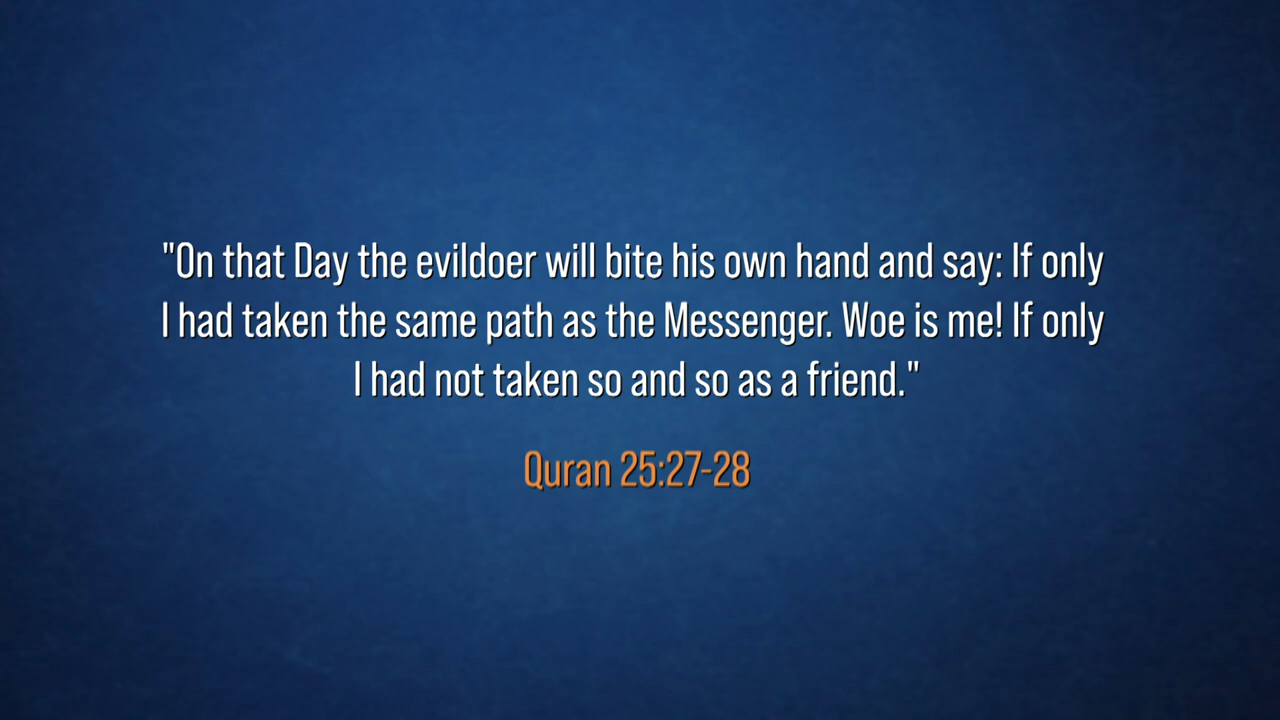 "On that Day the evildoer will bite his own hand and say: If only
I had taken the same path as the Messenger. Woe is me! If only
I had not taken so and so as a friend."
Quran 25:27-28